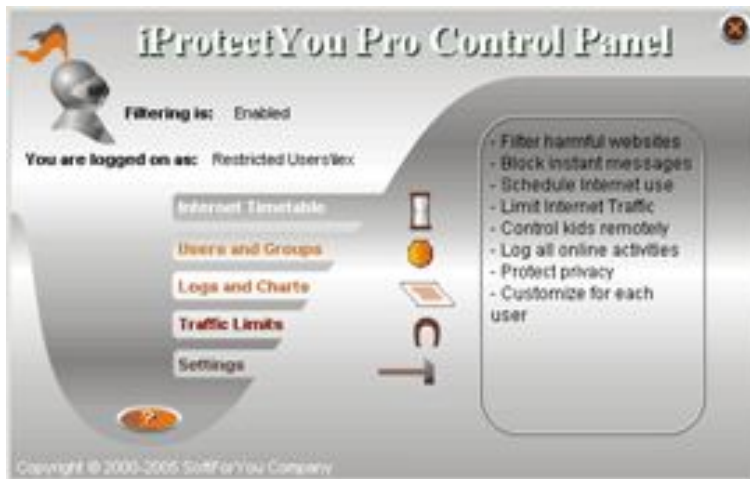 iProtectYou Pro Control Panel
Filtering is: Enabled
You are logged on as: Restricted Users\lex
Internet Timetable
Users and Groups
Logs and Charts
Traffic Limits
Settings
?
- Filter harmful websites
- Block instant messages
- Schedule Internet use
- Limit Internet Traffic
- Control kids remotely
- Log all online activities
- Protect privacy
- Customize for each
user
Copyright © 2000-2005 SoftForYou Company